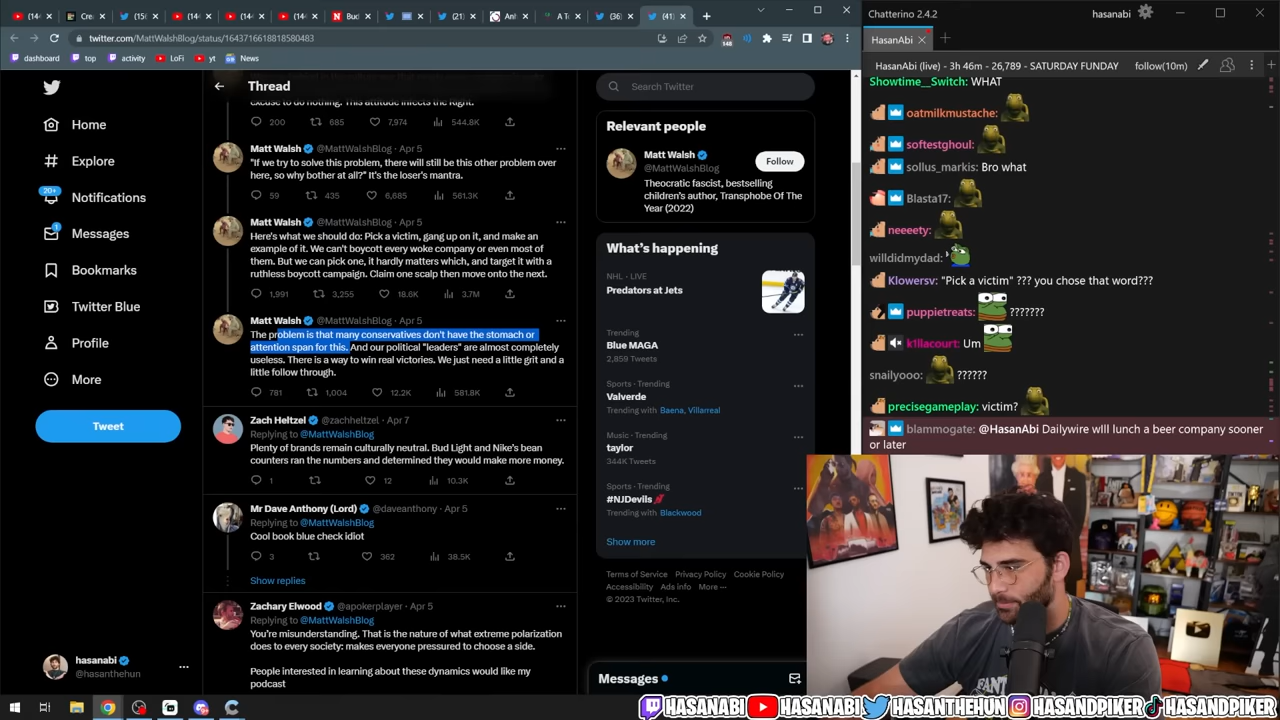 Cre
(15
Bud
(21
Anh
A To
(36)
(41)
twitter.com/MattWalshBlog/status/1643716618818580483
148
dashboard
top
activity
LoFi
yt
News
Home
Explore
20+
Notifications
Messages
Bookmarks
Twitter Blue
Profile
More
Tweet
hasanabi
@hasanthehun
Thread
excuse to do nothing. This attitude infects the Right.
200 685 7,974 544.8K
Matt Walsh @MattWalshBlog · Apr 5
"If we try to solve this problem, there will still be this other problem over
here, so why bother at all?" It's the loser's mantra.
59 435 6,685 561.3K
Matt Walsh @MattWalshBlog · Apr 5
Here's what we should do: Pick a victim, gang up on it, and make an
example of it. We can't boycott every woke company or even most of
them. But we can pick one, it hardly matters which, and target it with a
ruthless boycott campaign. Claim one scalp then move onto the next.
1,991 3,255 18.6K 3.7M
Matt Walsh @MattWalshBlog · Apr 5
The problem is that many conservatives don't have the stomach or
attention span for this. And our political "leaders" are almost completely
useless. There is a way to win real victories. We just need a little grit and a
little follow through.
781 1,004 12.2K 581.8K
Zach Heltzel @zachheltzel · Apr 7
Replying to @MattWalshBlog
Plenty of brands remain culturally neutral. Bud Light and Nike's bean
counters ran the numbers and determined they would make more money.
1 12 10.3K
Mr Dave Anthony (Lord) @daveanthony · Apr 5
Replying to @MattWalshBlog
Cool book blue check idiot
3 362 38.5K
Show replies
Zachary Elwood @apokerplayer · Apr 5
Replying to @MattWalshBlog
You're misunderstanding. That is the nature of what extreme polarization
does to every society: makes everyone pressured to choose a side.
People interested in learning about these dynamics would like my
podcast
Search Twitter
Relevant people
Matt Walsh
@MattWalshBlog
Follow
Theocratic fascist, bestselling
children's author, Transphobe Of The
Year (2022)
What's happening
NHL · LIVE
Predators at Jets
Trending
Blue MAGA
2,859 Tweets
Sports · Trending
Valverde
Trending with Baena, Villarreal
Music · Trending
taylor
344K Tweets
Sports · Trending
#NJDevils
Trending with Blackwood
Show more
Terms of Service Privacy Policy Cookie Policy
Accessibility Ads info More ···
© 2023 Twitter, Inc.
Messages
Chatterino 2.4.2
hasanabi
HasanAbi
HasanAbi (live) - 3h 46m - 26,789 - SATURDAY FUNDAY
follow(10m)
Showtime__Switch: WHAT
oatmilkmustache:
softestghoul:
sollus_markis: Bro what
Blasta17:
neeeety:
willdidmydad:
Klowersv: "Pick a victim" ??? you chose that word???
puppietreats: ???????
k1llacourt: Um
snailyooo: ??????
precisegameplay: victim?
blammogate: @HasanAbi Dailywire will lunch a beer company sooner
or later
HASANABI HASANABI HASANTHEHUN HASANDPIKER HASANDPIKER